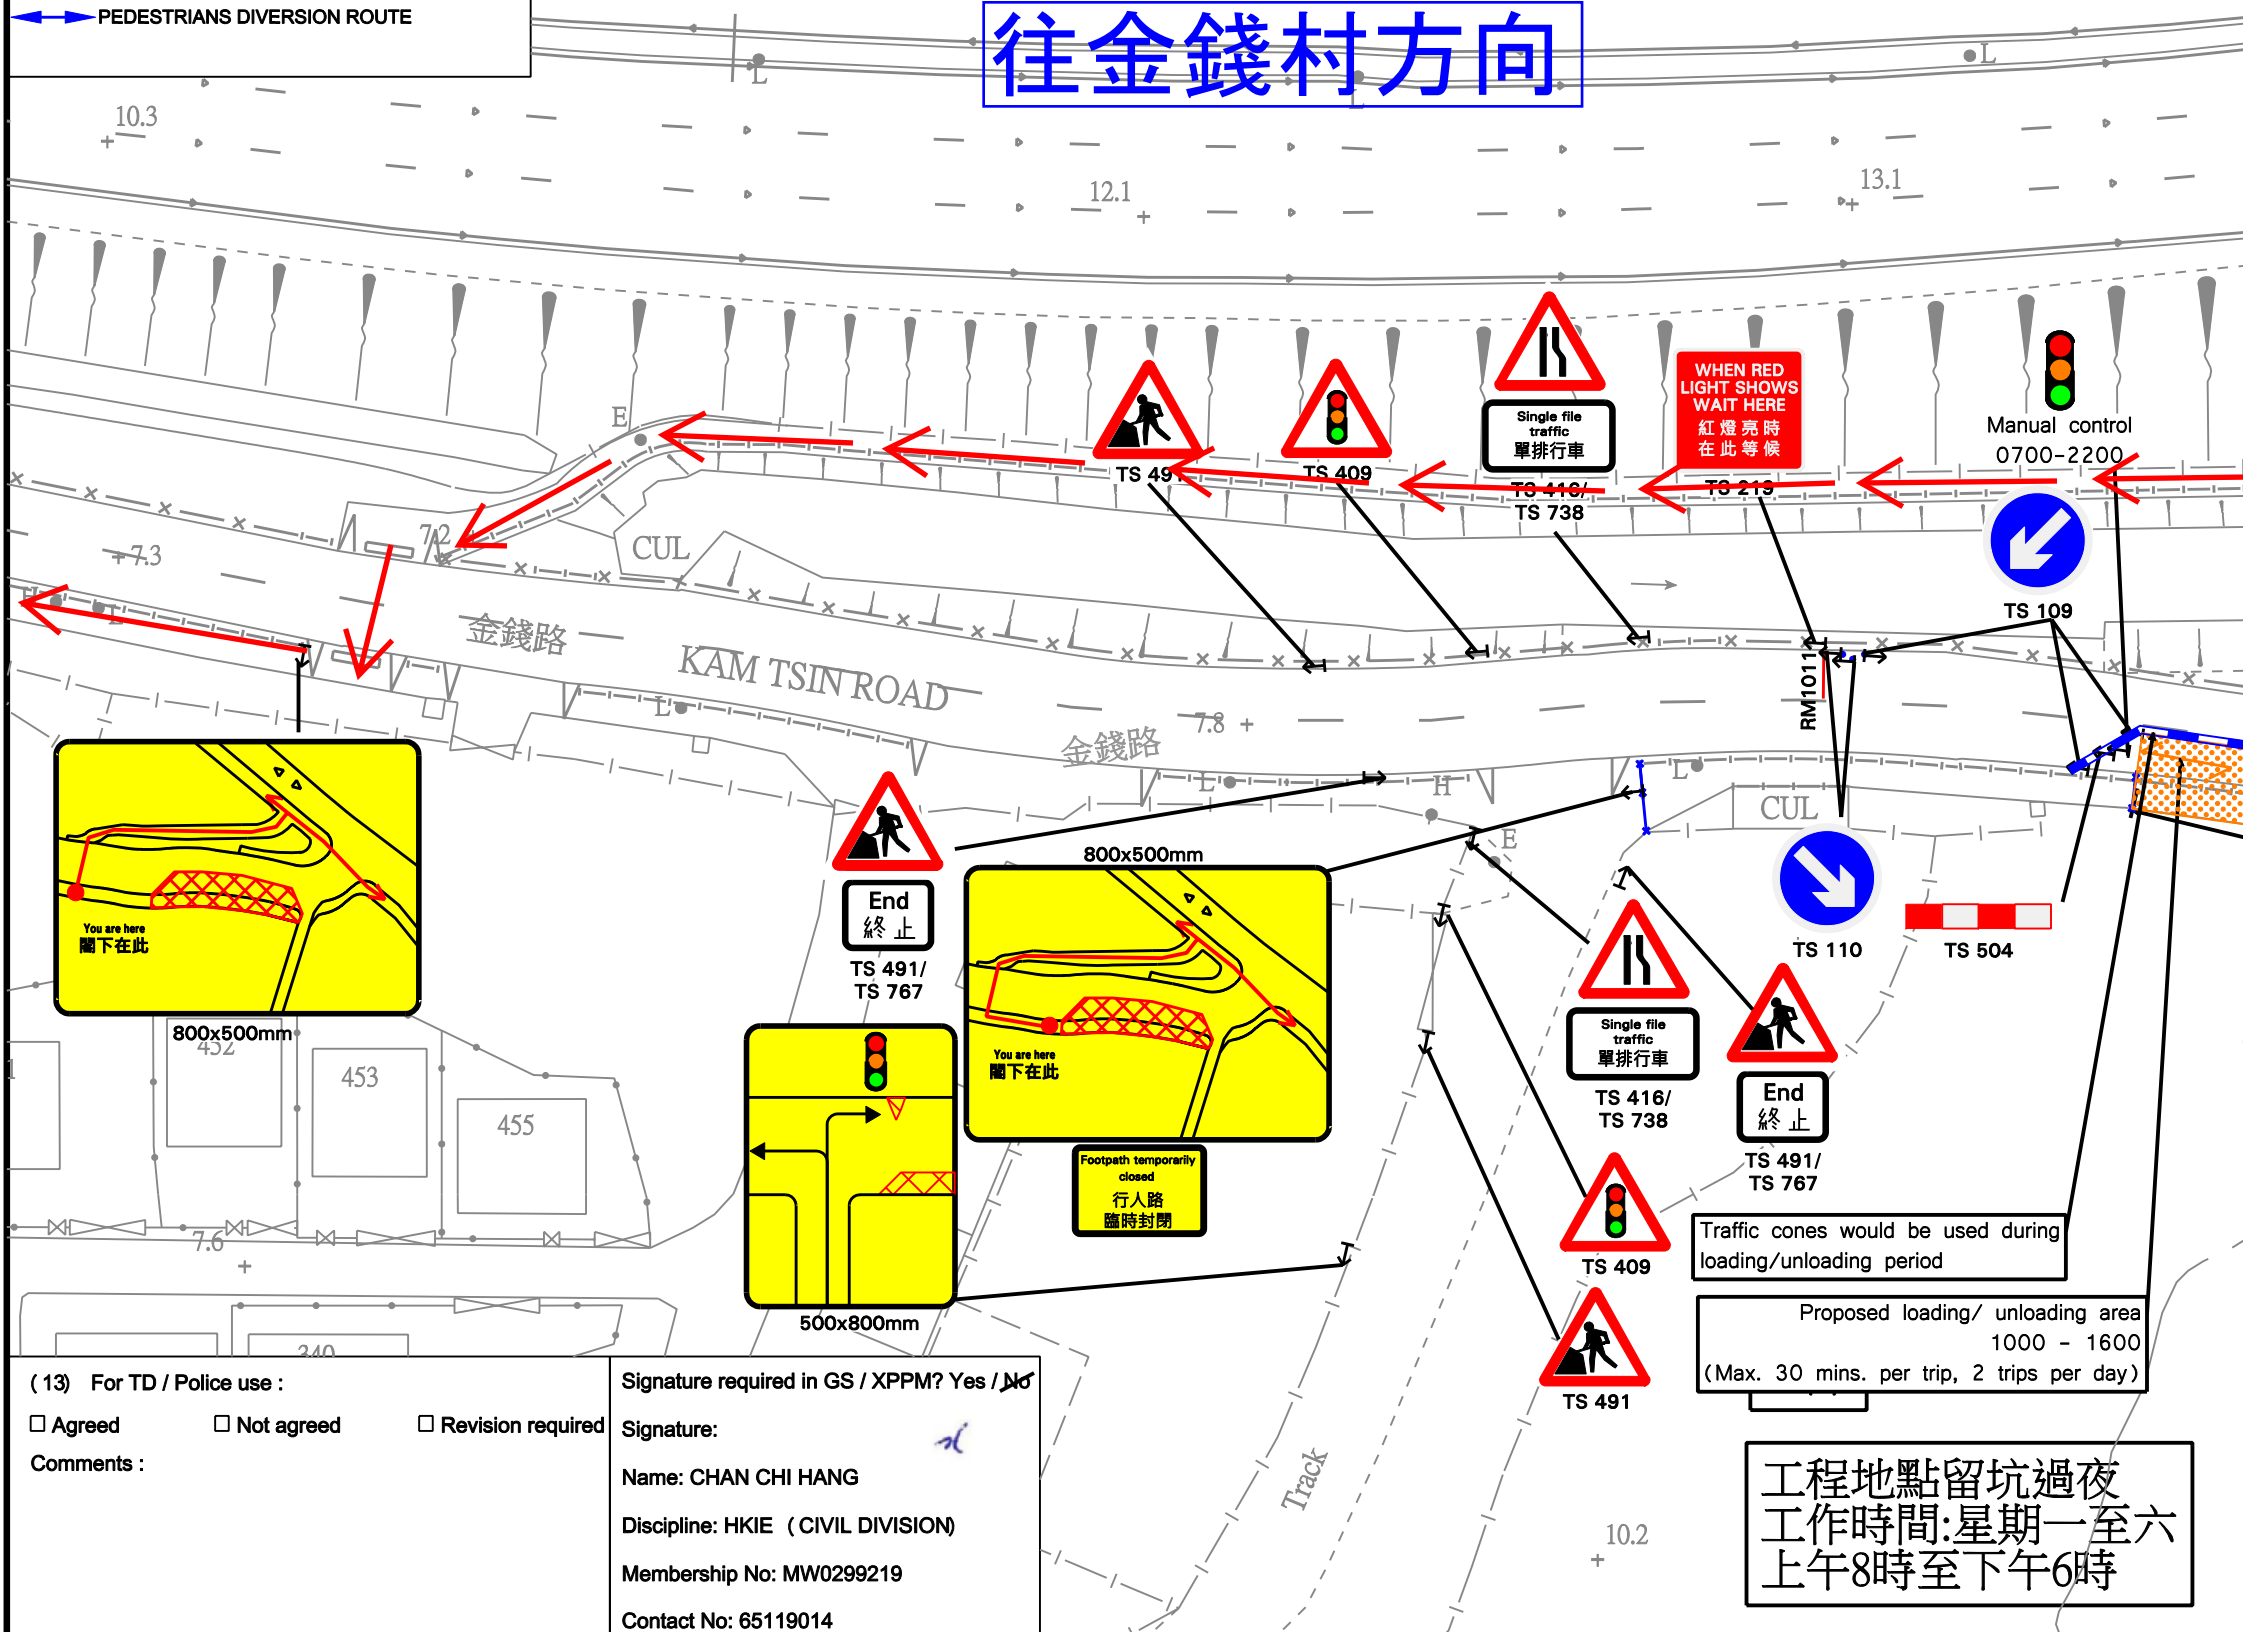 PEDESTRIANS DIVERSION ROUTE
往金錢村方向
L
L
L
10.3
12.1
13.1
E
7.2
7.3
CUL
H
L
金錢路
KAM TSIN ROAD
L
金錢路
7.8
L
H
E
L
CUL
TS 491
TS 409
Single file
traffic
單排行車
TS 416/
TS 738
WHEN RED
LIGHT SHOWS
WAIT HERE
紅燈亮時
在此等候
TS 219
Manual control
0700-2200
TS 109
RM1011
You are here
閣下在此
800x500mm
End
終止
TS 491/
TS 767
800x500mm
You are here
閣下在此
Footpath temporarily
closed
行人路
臨時封閉
500x800mm
TS 110
TS 504
Single file
traffic
單排行車
TS 416/
TS 738
End
終止
TS 491/
TS 767
TS 409
TS 491
Traffic cones would be used during
loading/unloading period
Proposed loading/ unloading area
1000 - 1600
(Max. 30 mins. per trip, 2 trips per day)
452
453
455
7.6
340
Track
10.2
(13) For TD / Police use :
Agreed
Not agreed
Revision required
Comments :
Signature required in GS / XPPM? Yes / No
Signature:
Name: CHAN CHI HANG
Discipline: HKIE (CIVIL DIVISION)
Membership No: MW0299219
Contact No: 65119014
工程地點留坑過夜
工作時間:星期一至六
上午8時至下午6時